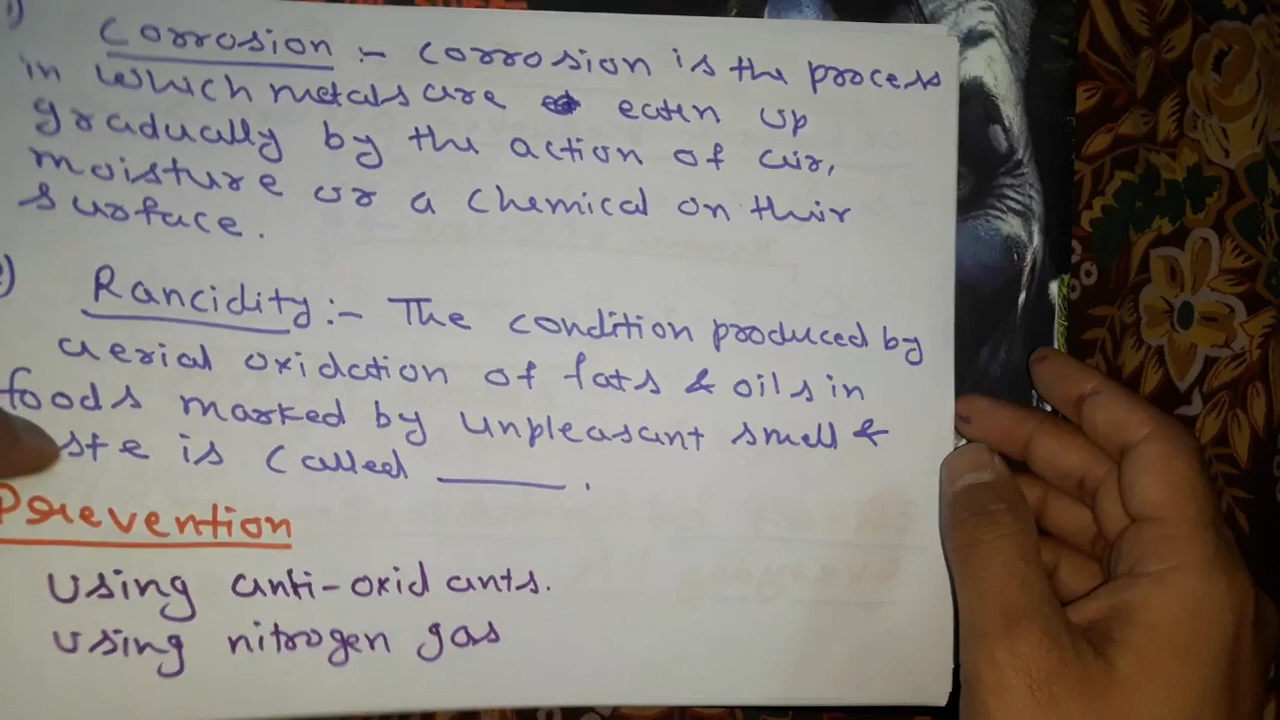 1) Corrosion :- Corrosion is the process
in which metals are eaten up
gradually by the action of air,
moisture or a chemical on their
surface.
) Rancidity :- The condition produced by
aerial oxidation of fats & oils in
foods marked by unpleasant smell &
ste is called ______ .
Prevention
Using anti-oxidants.
Using nitrogen gas